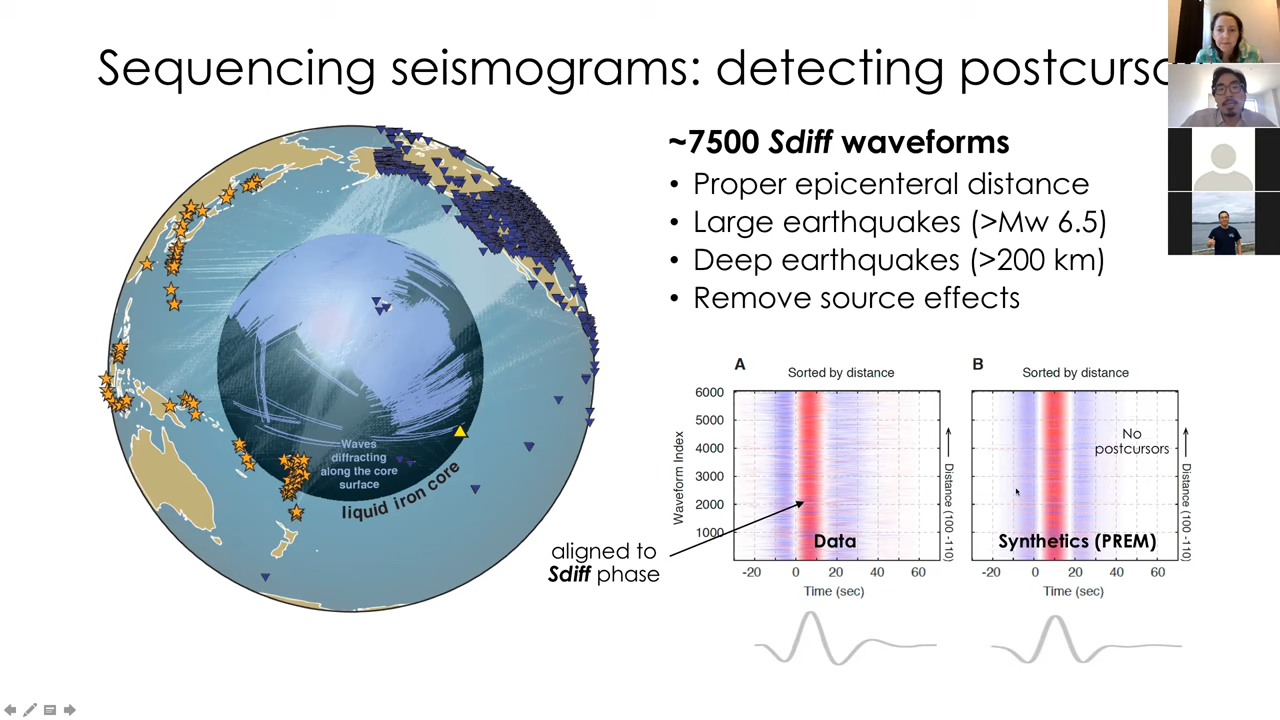 Sequencing seismograms: detecting postcurso
~7500 Sdiff waveforms
• Proper epicenteral distance
• Large earthquakes (>Mw 6.5)
• Deep earthquakes (>200 km)
• Remove source effects
Waves
diffracting
along the core
surface
liquid iron core
aligned to
Sdiff phase
A
Sorted by distance
6000
5000
4000
3000
2000
1000
Waveform Index
Data
Distance (100 -110)
-20 0 20 40 60
Time (sec)
B
Sorted by distance
No
postcursors
Synthetics (PREM)
Distance (100 -110)
-20 0 20 40 60
Time (sec)